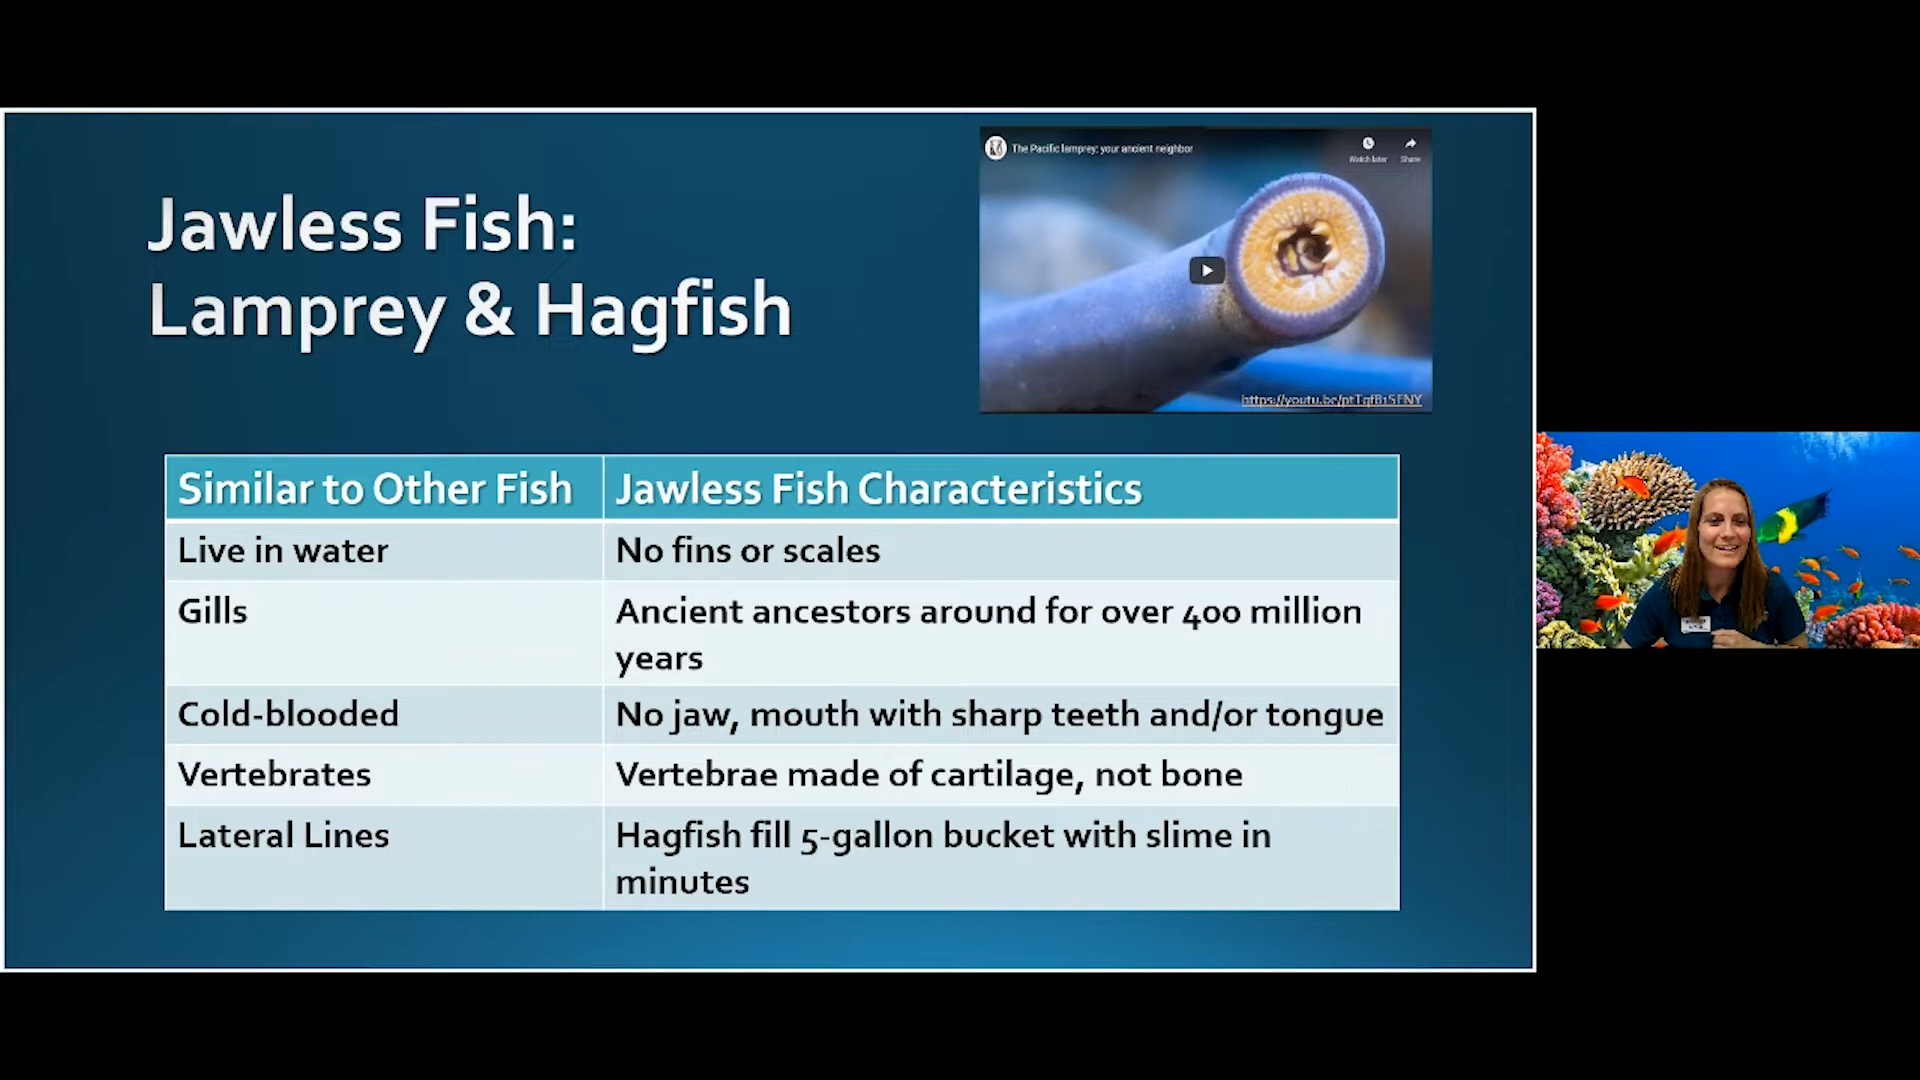 The Pacific lamprey: your ancient neighbor
Watch later
Share
Jawless Fish:
Lamprey & Hagfish
Similar to Other Fish
Jawless Fish Characteristics
Live in water
No fins or scales
Gills
Ancient ancestors around for over 400 million
years
Cold-blooded
No jaw, mouth with sharp teeth and/or tongue
Vertebrates
Vertebrae made of cartilage, not bone
Lateral Lines
Hagfish fill 5-gallon bucket with slime in
minutes